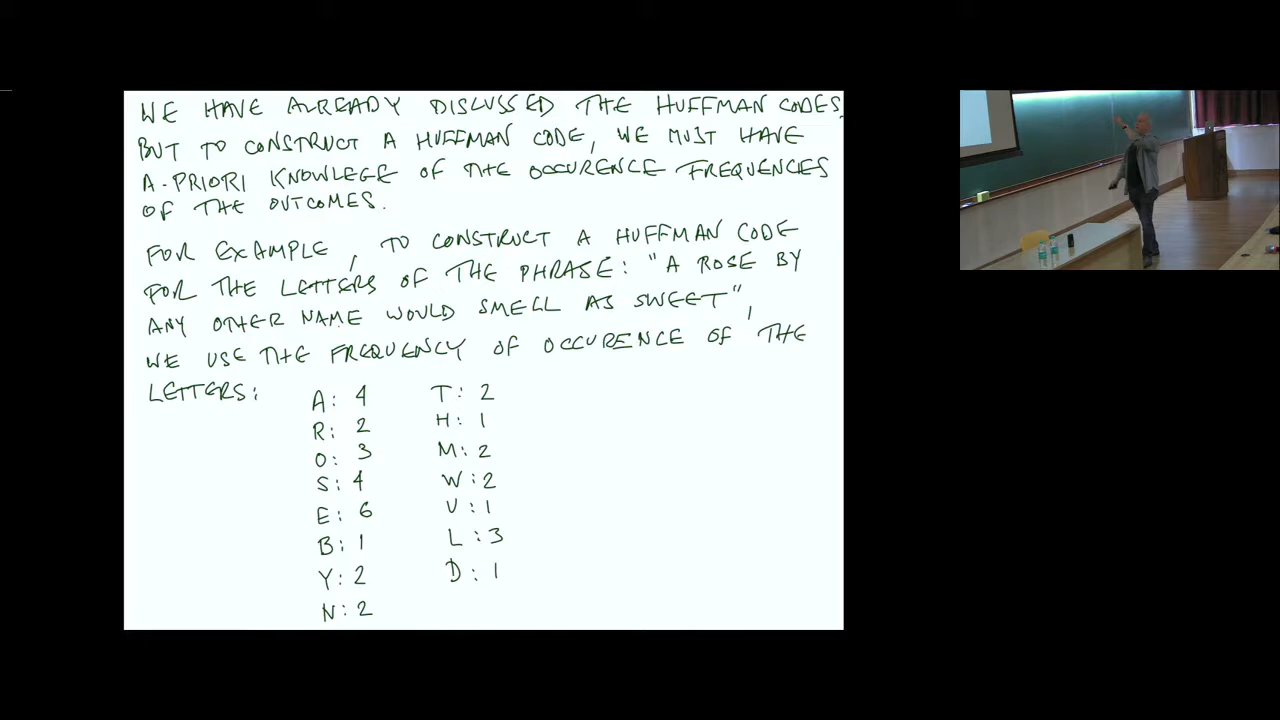 WE HAVE ALREADY DISCUSSED THE HUFFMAN CODES.
BUT TO CONSTRUCT A HUFFMAN CODE, WE MUST HAVE
A-PRIORI KNOWLEGE OF THE OCCURENCE FREQUENCIES
OF THE OUTCOMES.
FOR EXAMPLE, TO CONSTRUCT A HUFFMAN CODE
FOR THE LETTERS OF THE PHRASE: "A ROSE BY
ANY OTHER NAME WOULD SMELL AS SWEET",
WE USE THE FREQUENCY OF OCCURENCE OF THE
LETTERS:
A: 4
R: 2
O: 3
S: 4
E: 6
B: 1
Y: 2
N: 2
T: 2
H: 1
M: 2
W: 2
U: 1
L: 3
D: 1